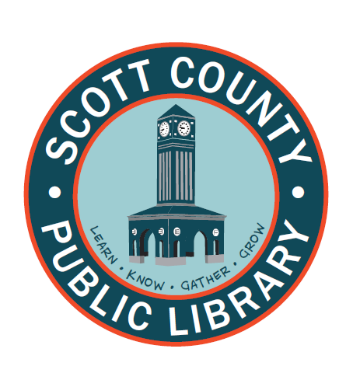 SCOTT COUNTY
LEARN • KNOW • GATHER • GROW
PUBLIC LIBRARY